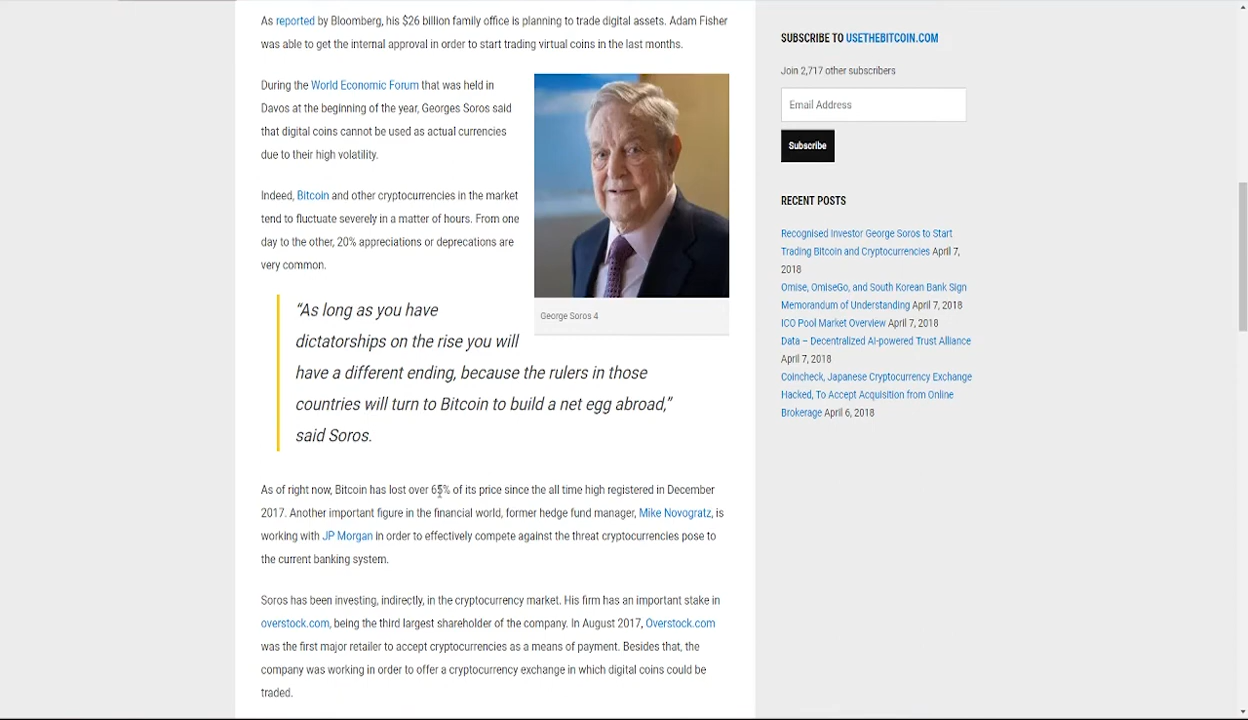 As reported by Bloomberg, his $26 billion family office is planning to trade digital assets. Adam Fisher
was able to get the internal approval in order to start trading virtual coins in the last months.
During the World Economic Forum that was held in
Davos at the beginning of the year, Georges Soros said
that digital coins cannot be used as actual currencies
due to their high volatility.
Indeed, Bitcoin and other cryptocurrencies in the market
tend to fluctuate severely in a matter of hours. From one
day to the other, 20% appreciations or deprecations are
very common.
George Soros 4
“As long as you have
dictatorships on the rise you will
have a different ending, because the rulers in those
countries will turn to Bitcoin to build a net egg abroad,”
said Soros.
As of right now, Bitcoin has lost over 65% of its price since the all time high registered in December
2017. Another important figure in the financial world, former hedge fund manager, Mike Novogratz, is
working with JP Morgan in order to effectively compete against the threat cryptocurrencies pose to
the current banking system.
Soros has been investing, indirectly, in the cryptocurrency market. His firm has an important stake in
overstock.com, being the third largest shareholder of the company. In August 2017, Overstock.com
was the first major retailer to accept cryptocurrencies as a means of payment. Besides that, the
company was working in order to offer a cryptocurrency exchange in which digital coins could be
traded.
SUBSCRIBE TO USETHEBITCOIN.COM
Join 2,717 other subscribers
Email Address
Subscribe
RECENT POSTS
Recognised Investor George Soros to Start
Trading Bitcoin and Cryptocurrencies April 7,
2018
Omise, OmiseGo, and South Korean Bank Sign
Memorandum of Understanding April 7, 2018
ICO Pool Market Overview April 7, 2018
Data – Decentralized AI-powered Trust Alliance
April 7, 2018
Coincheck, Japanese Cryptocurrency Exchange
Hacked, To Accept Acquisition from Online
Brokerage April 6, 2018